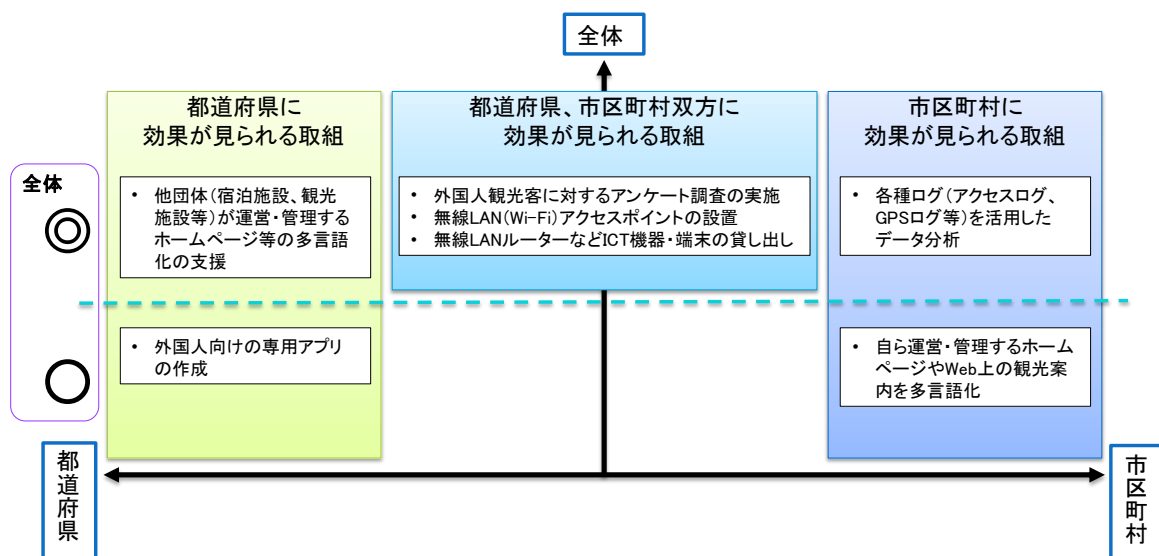 全体
都道府県に
効果が見られる取組
都道府県、市区町村双方に
効果が見られる取組
市区町村に
効果が見られる取組
全体
• 他団体(宿泊施設、観光
施設等)が運営・管理する
ホームページ等の多言語
化の支援
• 外国人観光客に対するアンケート調査の実施
• 無線LAN(Wi-Fi)アクセスポイントの設置
• 無線LANルーターなどICT機器・端末の貸し出し
• 各種ログ(アクセスログ、
GPSログ等)を活用した
データ分析
• 外国人向けの専用アプリ
の作成
• 自ら運営・管理するホーム
ページやWeb上の観光案
内を多言語化
都道府県
市区町村